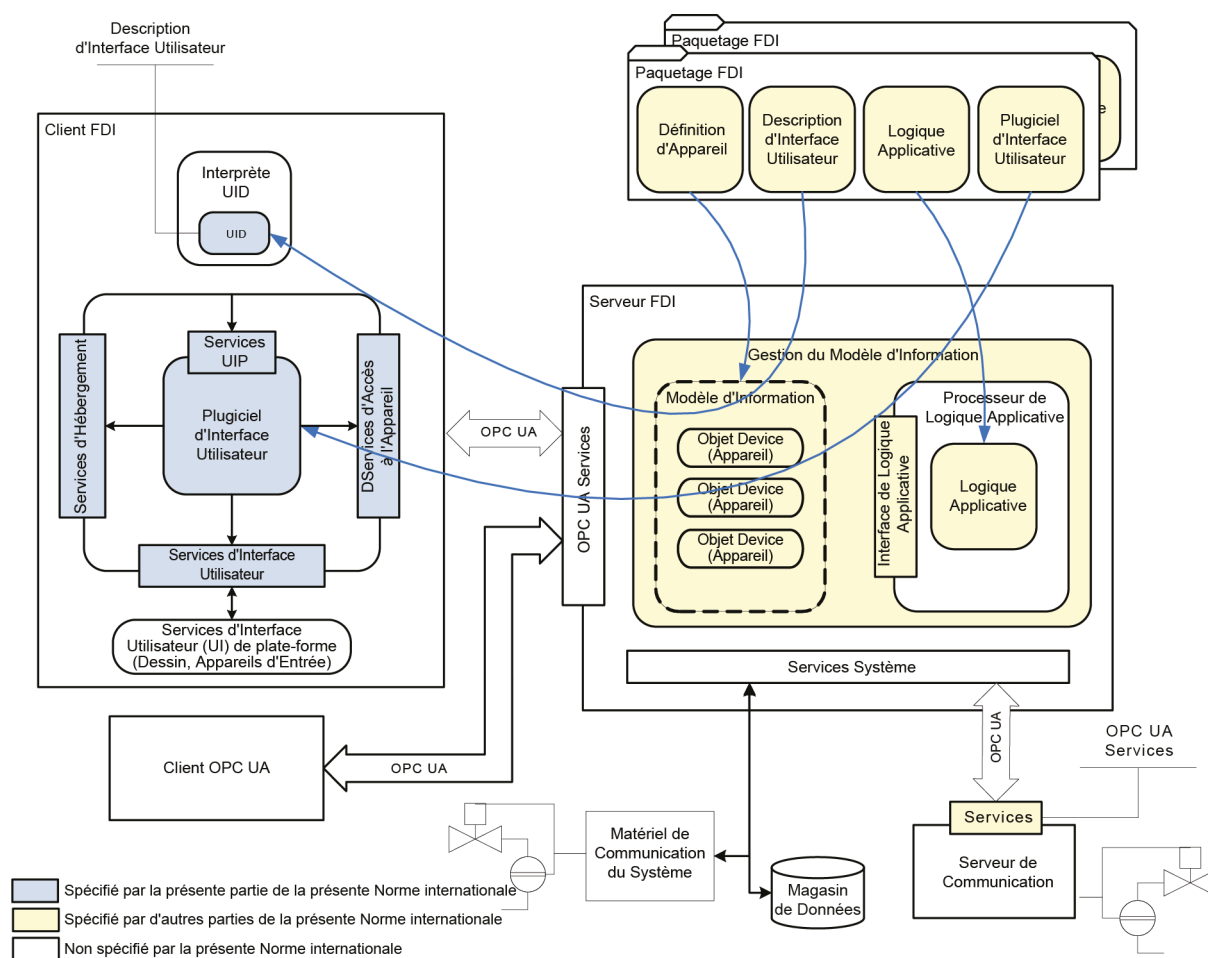 Description
d'Interface Utilisateur
Paquetage FDI
Paquetage FDI
Définition
d'Appareil
Description
d'Interface
Utilisateur
Logique
Applicative
Plugiciel
d'Interface
Utilisateur
e
Client FDI
Interprète
UID
UID
Services
UIP
Services d'Hébergement
Plugiciel
d'Interface
Utilisateur
DServices d'Accès
à l'Appareil
Services d'Interface
Utilisateur
Services d'Interface
Utilisateur (UI) de plate-forme
(Dessin, Appareils d'Entrée)
OPC UA
OPC UA Services
Serveur FDI
Gestion du Modèle d'Information
Modèle d'Information
Objet Device
(Appareil)
Objet Device
(Appareil)
Objet Device
(Appareil)
Processeur de
Logique Applicative
Interface de Logique
Applicative
Logique
Applicative
Services Système
Client OPC UA
OPC UA
OPC UA
OPC UA
Services
Services
Serveur de
Communication
Matériel de
Communication
du Système
Magasin
de Données
Spécifié par la présente partie de la présente Norme internationale
Spécifié par d'autres parties de la présente Norme internationale
Non spécifié par la présente Norme internationale